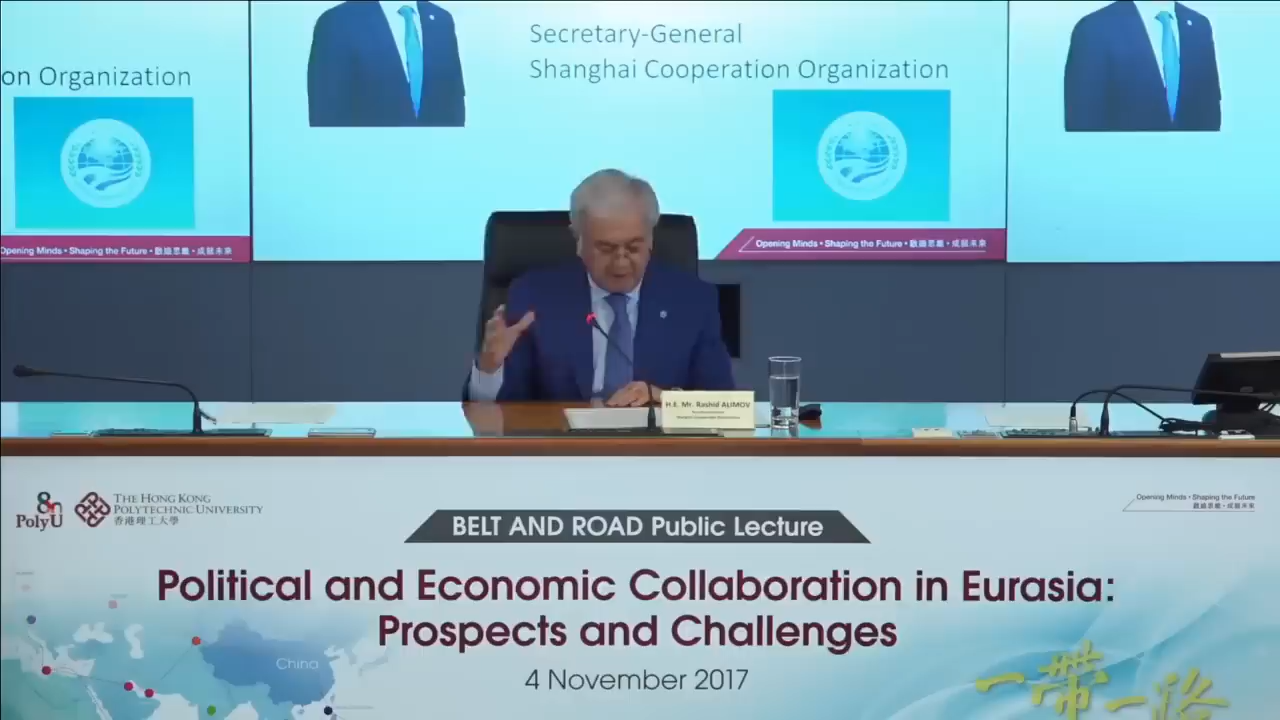 Secretary-General
Shanghai Cooperation Organization
on Organization
Opening Minds • Shaping the Future • 啟迪思維 • 成就未來
Opening Minds • Shaping the Future • 啟迪思維 • 成就未來
H.E. Mr. Rashid ALIMOV
PolyU
THE HONG KONG
POLYTECHNIC UNIVERSITY
香港理工大學
Opening Minds • Shaping the Future
啟迪思維 • 成就未來
BELT AND ROAD Public Lecture
Political and Economic Collaboration in Eurasia:
Prospects and Challenges
4 November 2017
China
一带一路